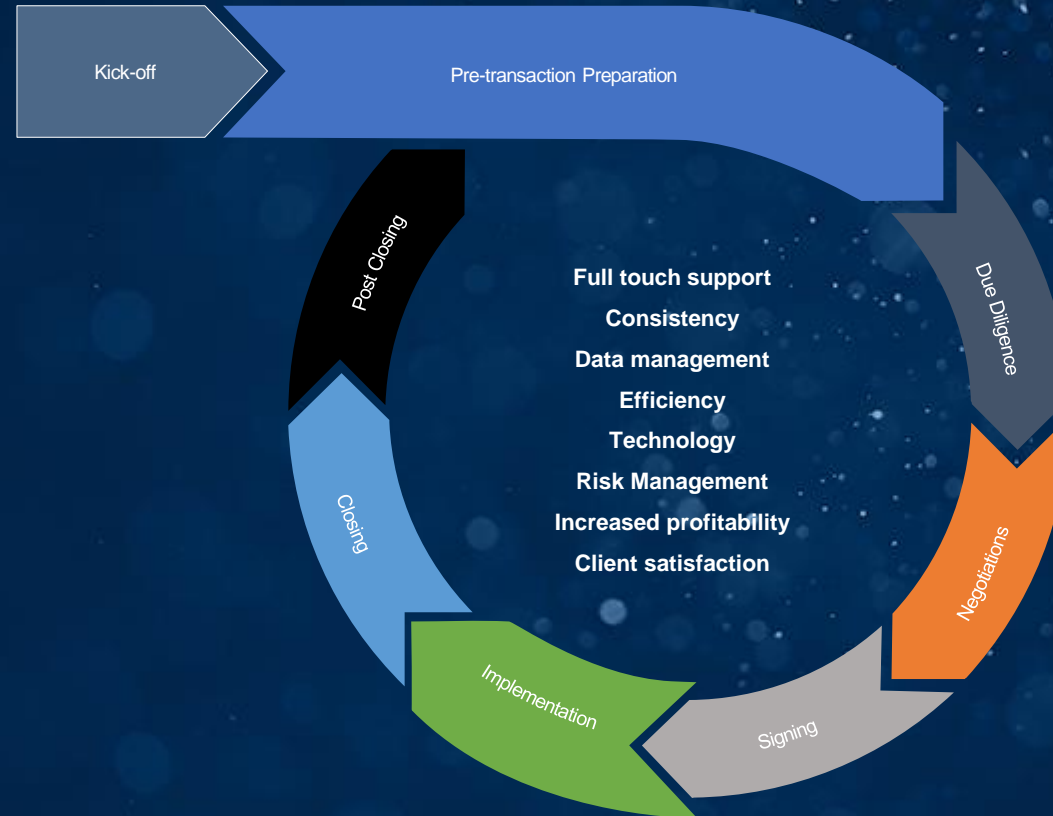 Kick-off
Pre-transaction Preparation
Due Diligence
Negotiations
Signing
Implementation
Closing
Post Closing
Full touch support
Consistency
Data management
Efficiency
Technology
Risk Management
Increased profitability
Client satisfaction